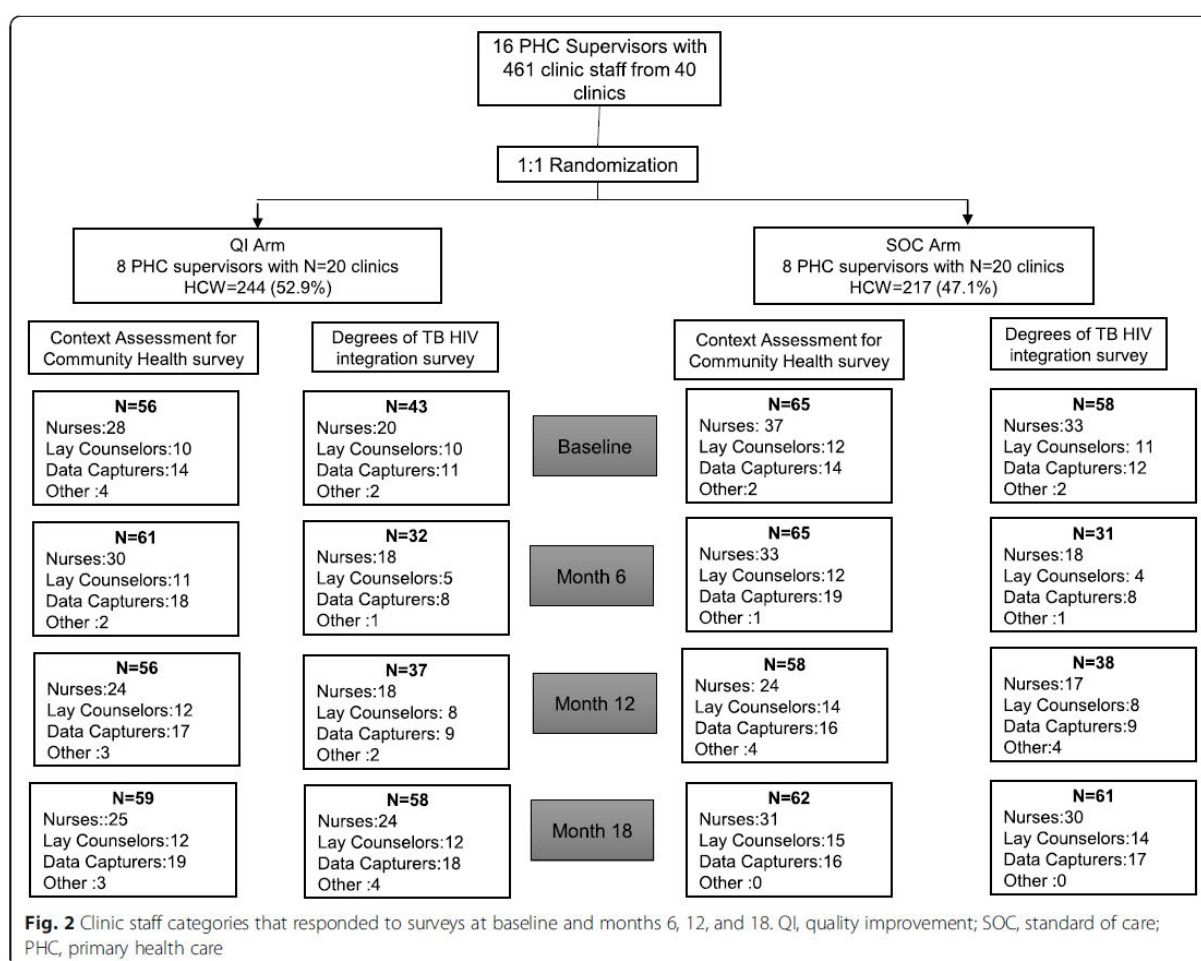 16 PHC Supervisors with
461 clinic staff from 40
clinics
1:1 Randomization
QI Arm
8 PHC supervisors with N=20 clinics
HCW=244 (52.9%)
SOC Arm
8 PHC supervisors with N=20 clinics
HCW=217 (47.1%)
Context Assessment for
Community Health survey
Degrees of TB HIV
integration survey
Context Assessment for
Community Health survey
Degrees of TB HIV
integration survey
N=56
Nurses:28
Lay Counselors:10
Data Capturers:14
Other :4
N=43
Nurses:20
Lay Counselors:10
Data Capturers:11
Other :2
Baseline
N=65
Nurses: 37
Lay Counselors:12
Data Capturers:14
Other:2
N=58
Nurses:33
Lay Counselors: 11
Data Capturers:12
Other :2
N=61
Nurses:30
Lay Counselors:11
Data Capturers:18
Other :2
N=32
Nurses:18
Lay Counselors:5
Data Capturers:8
Other :1
Month 6
N=65
Nurses:33
Lay Counselors:12
Data Capturers:19
Other :1
N=31
Nurses:18
Lay Counselors: 4
Data Capturers:8
Other :1
N=56
Nurses:24
Lay Counselors:12
Data Capturers:17
Other :3
N=37
Nurses:18
Lay Counselors: 8
Data Capturers: 9
Other :2
Month 12
N=58
Nurses: 24
Lay Counselors:14
Data Capturers:16
Other :4
N=38
Nurses:17
Lay Counselors:8
Data Capturers:9
Other:4
N=59
Nurses::25
Lay Counselors:12
Data Capturers:19
Other :3
N=58
Nurses:24
Lay Counselors:12
Data Capturers:18
Other :4
Month 18
N=62
Nurses:31
Lay Counselors:15
Data Capturers:16
Other :0
N=61
Nurses:30
Lay Counselors:14
Data Capturers:17
Other :0
Fig. 2 Clinic staff categories that responded to surveys at baseline and months 6, 12, and 18. QI, quality improvement; SOC, standard of care;
PHC, primary health care